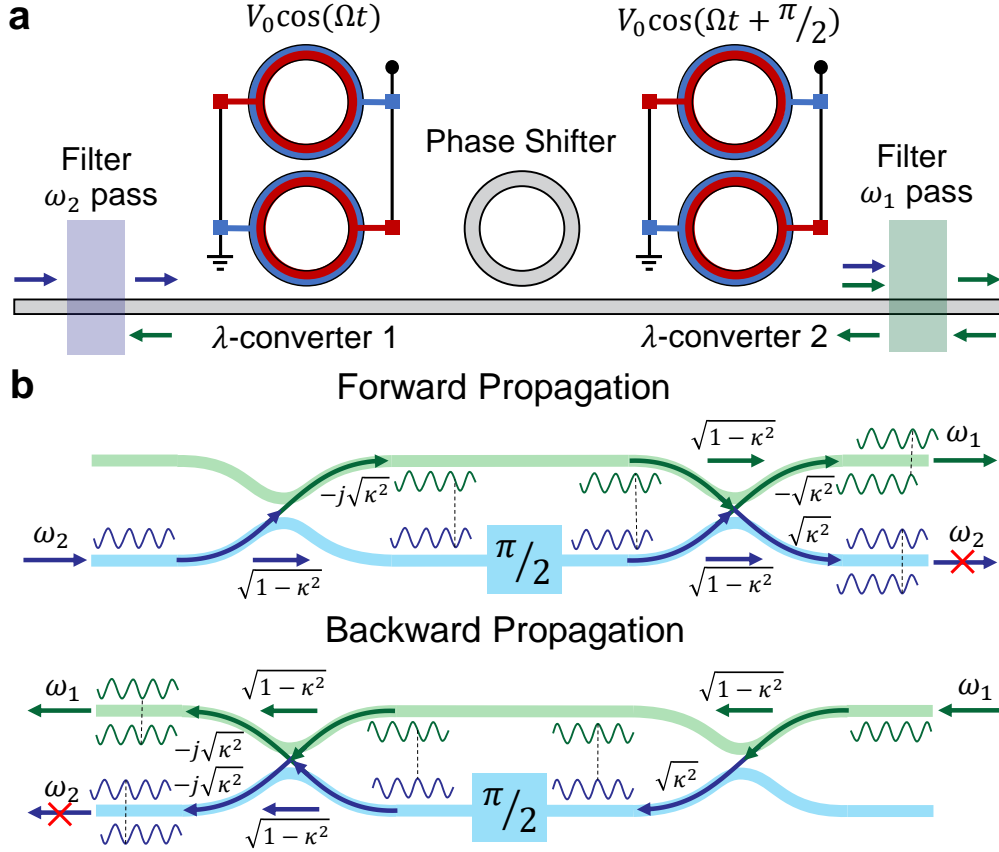 a
V₀cos(Ωt)
V₀cos(Ωt + π/2)
Phase Shifter
Filter
ω₂ pass
Filter
ω₁ pass
λ-converter 1
λ-converter 2
b
Forward Propagation
√1 − κ²
ω₁
−j√κ²
−√κ²
ω₂
π/2
√κ²
ω₂
√1 − κ²
√1 − κ²
Backward Propagation
ω₁
√1 − κ²
√1 − κ²
ω₁
−j√κ²
−j√κ²
√κ²
ω₂
π/2
√1 − κ²